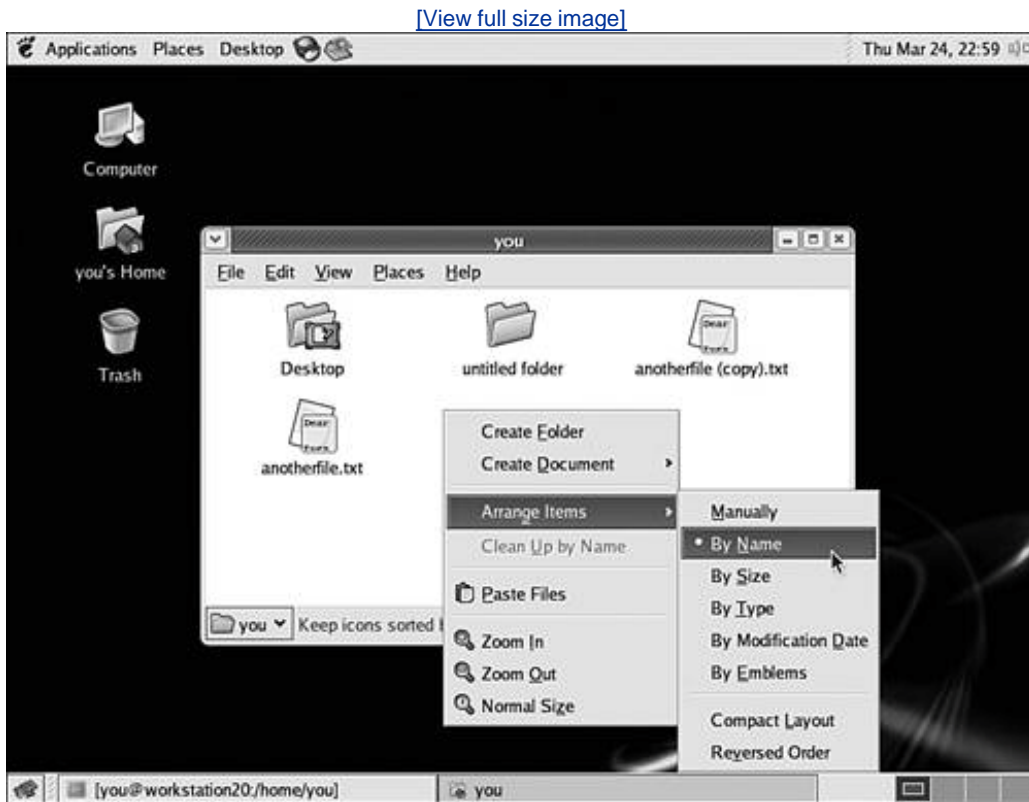 [View full size image]
Applications Places Desktop
Thu Mar 24, 22:59
Computer
you's Home
Trash
you
File Edit View Places Help
Desktop
untitled folder
anotherfile (copy).txt
anotherfile.txt
Create Folder
Create Document
Arrange Items
Clean Up by Name
Paste Files
Zoom In
Zoom Out
Normal Size
Manually
By Name
By Size
By Type
By Modification Date
By Emblems
Compact Layout
Reversed Order
you
Keep icons sorted
[you@workstation20:/home/you]
you